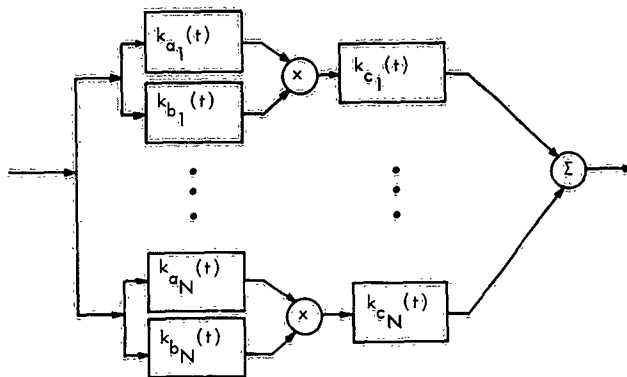 k_{a_1}(t)
×
k_{b_1}(t)
k_{c_1}(t)
Σ
k_{a_N}(t)
×
k_{b_N}(t)
k_{c_N}(t)